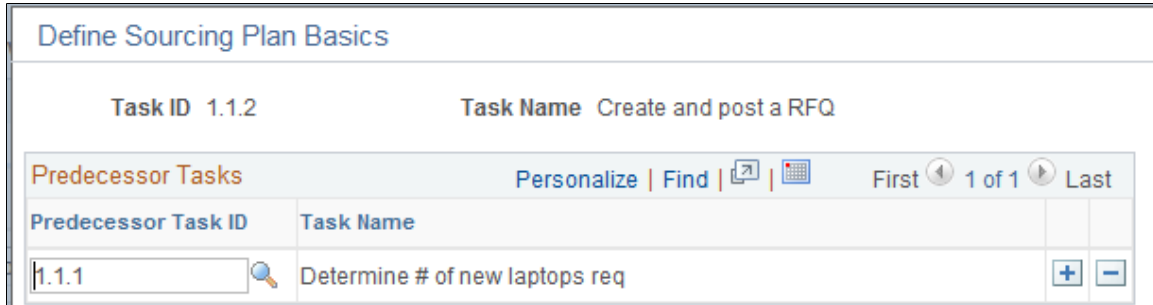 Define Sourcing Plan Basics
Task ID 1.1.2 Task Name Create and post a RFQ
Predecessor Tasks Personalize | Find | | First 1 of 1 Last
Predecessor Task ID Task Name
1.1.1 Determine # of new laptops req